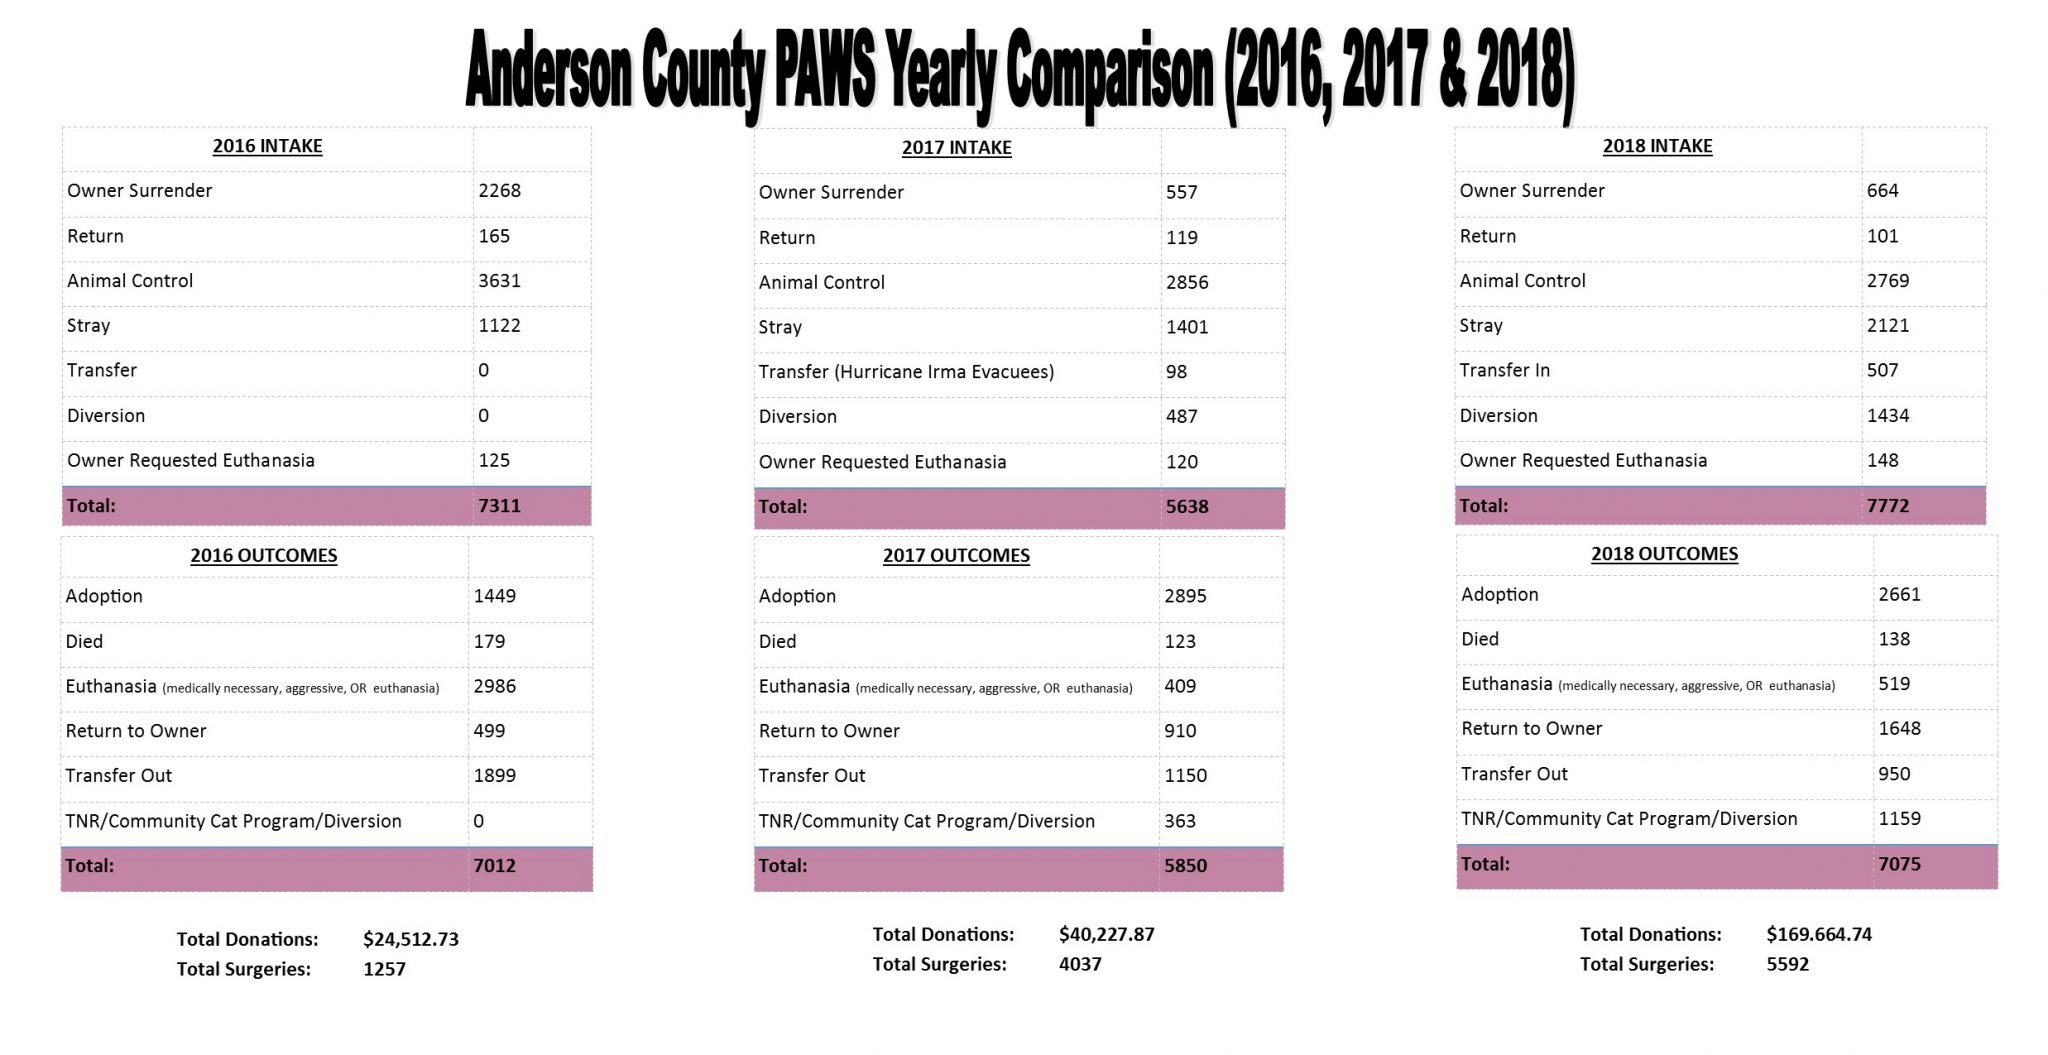 Anderson County PAWS Yearly Comparison (2016, 2017 & 2018)
2016 INTAKE
Owner Surrender 2268
Return 165
Animal Control 3631
Stray 1122
Transfer 0
Diversion 0
Owner Requested Euthanasia 125
Total: 7311
2016 OUTCOMES
Adoption 1449
Died 179
Euthanasia (medically necessary, aggressive, OR euthanasia) 2986
Return to Owner 499
Transfer Out 1899
TNR/Community Cat Program/Diversion 0
Total: 7012
Total Donations: $24,512.73
Total Surgeries: 1257
2017 INTAKE
Owner Surrender 557
Return 119
Animal Control 2856
Stray 1401
Transfer (Hurricane Irma Evacuees) 98
Diversion 487
Owner Requested Euthanasia 120
Total: 5638
2017 OUTCOMES
Adoption 2895
Died 123
Euthanasia (medically necessary, aggressive, OR euthanasia) 409
Return to Owner 910
Transfer Out 1150
TNR/Community Cat Program/Diversion 363
Total: 5850
Total Donations: $40,227.87
Total Surgeries: 4037
2018 INTAKE
Owner Surrender 664
Return 101
Animal Control 2769
Stray 2121
Transfer In 507
Diversion 1434
Owner Requested Euthanasia 148
Total: 7772
2018 OUTCOMES
Adoption 2661
Died 138
Euthanasia (medically necessary, aggressive, OR euthanasia) 519
Return to Owner 1648
Transfer Out 950
TNR/Community Cat Program/Diversion 1159
Total: 7075
Total Donations: $169.664.74
Total Surgeries: 5592